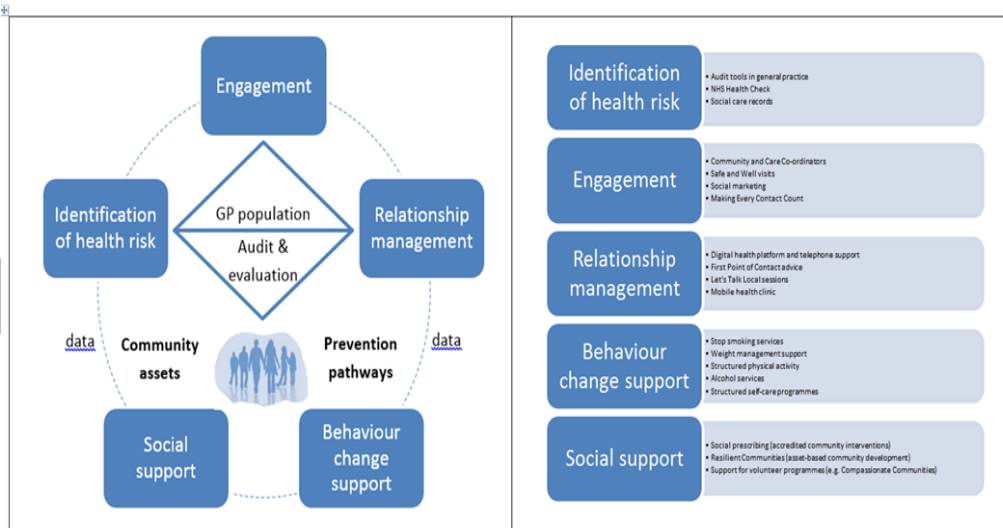 Engagement
Identification
of health risk
GP population
Relationship
management
Audit &
evaluation
data
Community
assets
Prevention
pathways
data
Social
support
Behaviour
change
support
Identification
of health risk
• Audit tools in general practice
• NHS Health Check
• Social care records
Engagement
• Community and Care Co-ordinators
• Safe and Well visits
• Social marketing
• Making Every Contact Count
Relationship
management
• Digital health platform and telephone support
• First Point of Contact advice
• Let's Talk Local sessions
• Mobile health clinic
Behaviour
change support
• Stop smoking services
• Weight management support
• Structured physical activity
• Alcohol services
• Structured self-care programmes
Social support
• Social prescribing (accredited community interventions)
• Resilient Communities (asset-based community development)
• Support for volunteer programmes (e.g. Compassionate Communities)